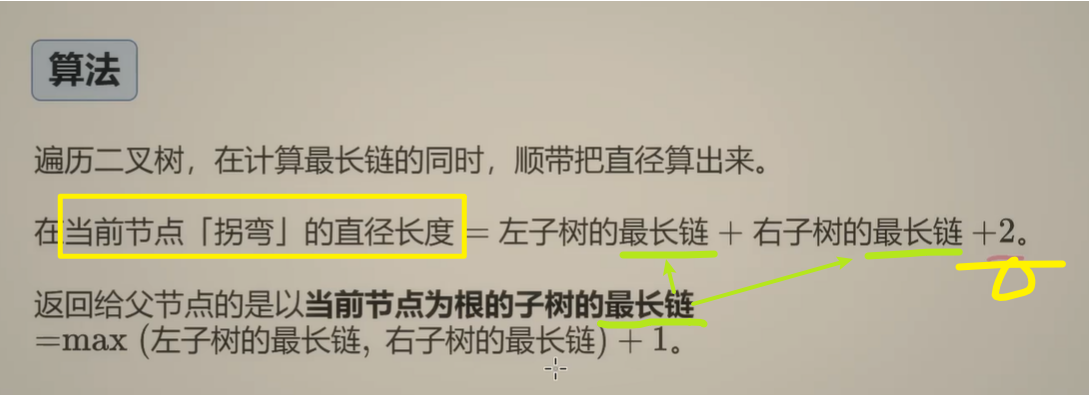 算法
遍历二叉树，在计算最长链的同时，顺带把直径算出来。
在当前节点「拐弯」的直径长度 = 左子树的最长链 + 右子树的最长链 +2。
返回给父节点的是以当前节点为根的子树的最长链
=max (左子树的最长链, 右子树的最长链) + 1。